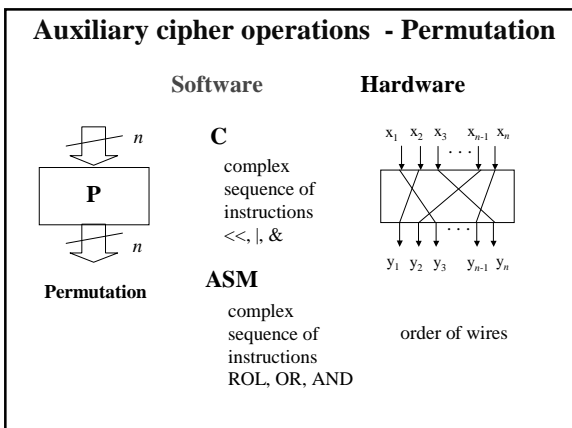 Auxiliary cipher operations - Permutation
Software
Hardware
n
P
n
Permutation
C
complex
sequence of
instructions
<<, |, &
ASM
complex
sequence of
instructions
ROL, OR, AND
x1 x2 x3 . . . xn-1 xn
. . .
y1 y2 y3 yn-1 yn
order of wires